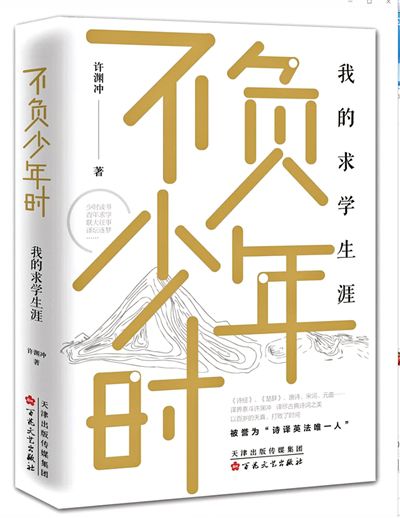 不负少年时
我的求学生涯
许渊冲 著
天津出版传媒集团
百花文艺出版社
许渊冲
著
不负
少年时
我的求学生涯
少时读书
青年求学
联大往事
译坛逐梦
……
《诗经》、《楚辞》、唐诗、宋词、元曲……
译界泰斗许渊冲 译尽古典诗词之美
以百岁的天真，打败了时间
被誉为“诗译英法唯一人”
天津出版传媒集团
百花文艺出版社